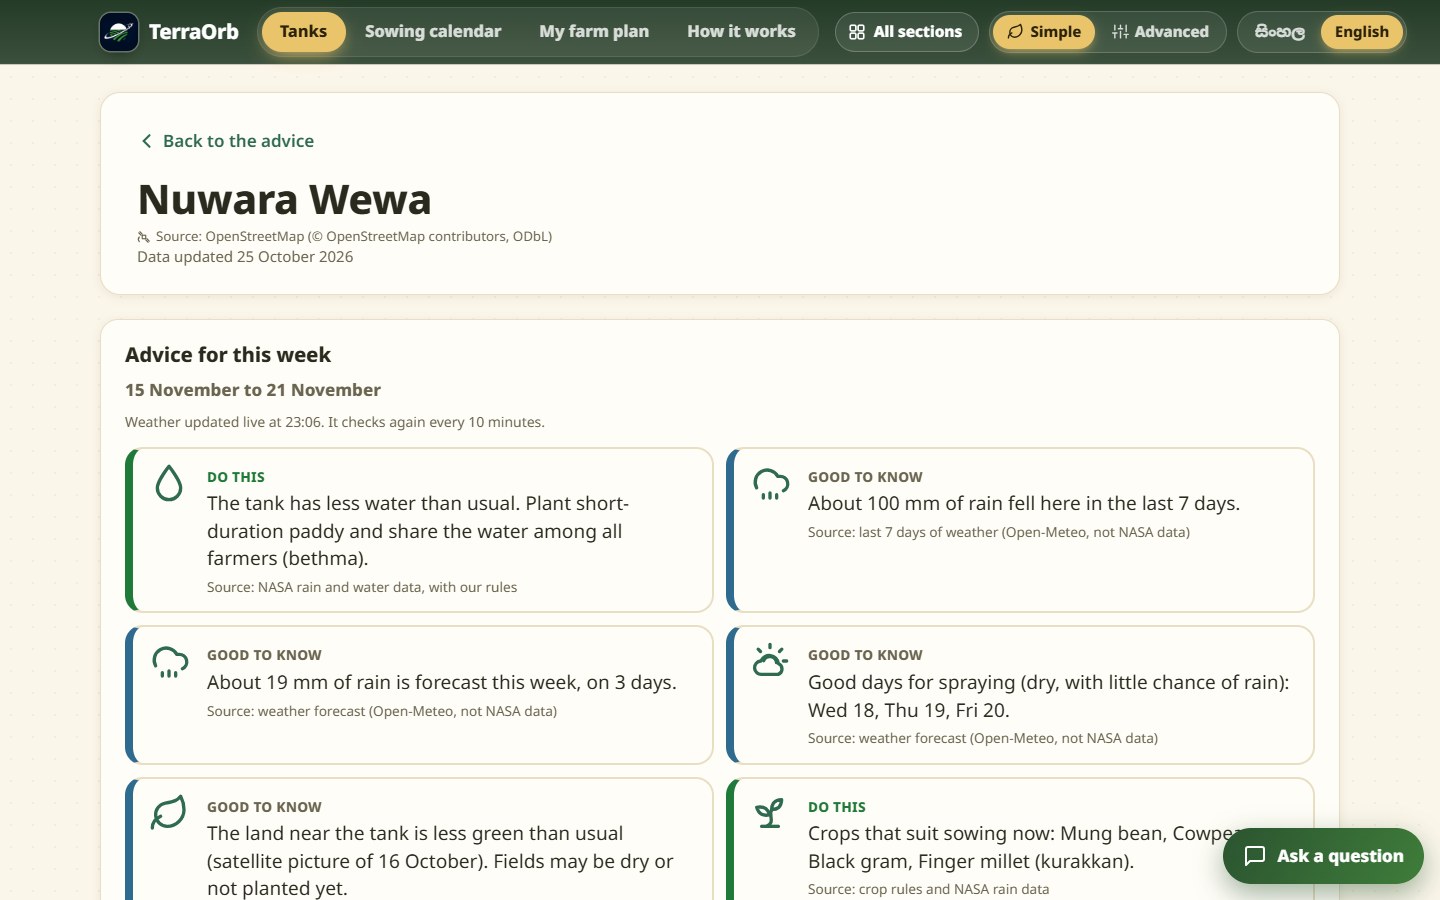 TerraOrb
Tanks
Sowing calendar
My farm plan
How it works
All sections
Simple
Advanced
සිංහල
English
Back to the advice
Nuwara Wewa
Source: OpenStreetMap (© OpenStreetMap contributors, ODbL)
Data updated 25 October 2026
Advice for this week
15 November to 21 November
Weather updated live at 23:06. It checks again every 10 minutes.
DO THIS
The tank has less water than usual. Plant short-
duration paddy and share the water among all
farmers (bethma).
Source: NASA rain and water data, with our rules
GOOD TO KNOW
About 100 mm of rain fell here in the last 7 days.
Source: last 7 days of weather (Open-Meteo, not NASA data)
GOOD TO KNOW
About 19 mm of rain is forecast this week, on 3 days.
Source: weather forecast (Open-Meteo, not NASA data)
GOOD TO KNOW
Good days for spraying (dry, with little chance of rain):
Wed 18, Thu 19, Fri 20.
Source: weather forecast (Open-Meteo, not NASA data)
GOOD TO KNOW
The land near the tank is less green than usual
(satellite picture of 16 October). Fields may be dry or
not planted yet.
DO THIS
Crops that suit sowing now: Mung bean,
Black gram, Finger millet (kurakkan).
Source: crop rules and NASA rain data
Ask a question